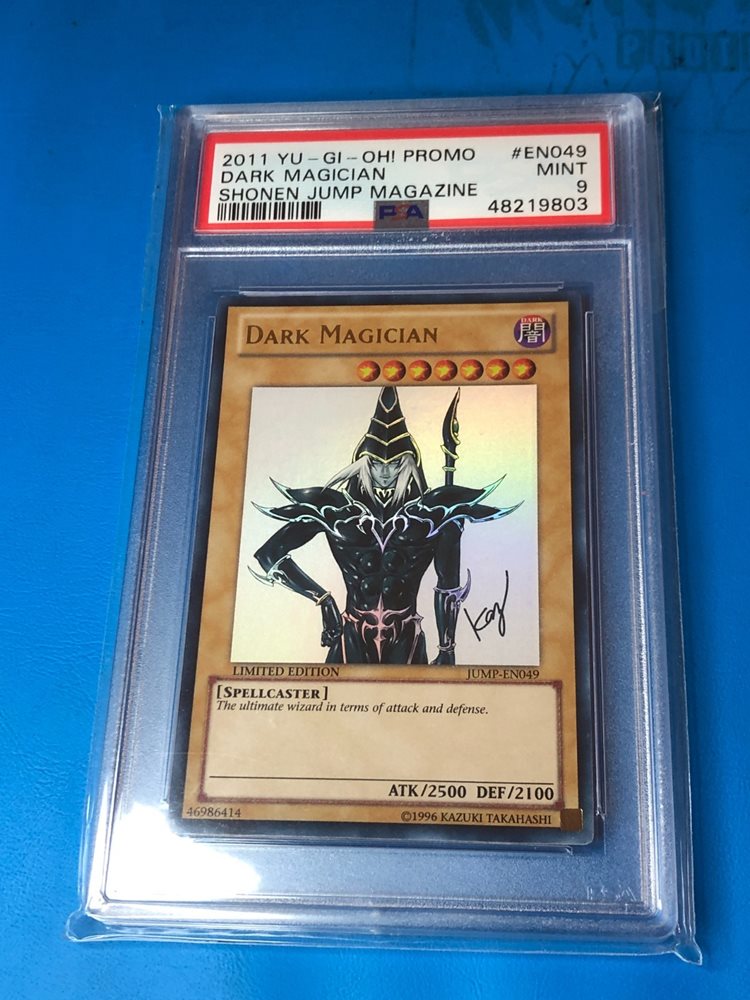 2011 YU-GI-OH! PROMO #EN049
DARK MAGICIAN MINT
SHONEN JUMP MAGAZINE 9
PSA 48219803
DARK MAGICIAN
DARK
闇
Kaz
LIMITED EDITION JUMP-EN049
[SPELLCASTER]
The ultimate wizard in terms of attack and defense.
ATK/2500 DEF/2100
46986414 ©1996 KAZUKI TAKAHASHI